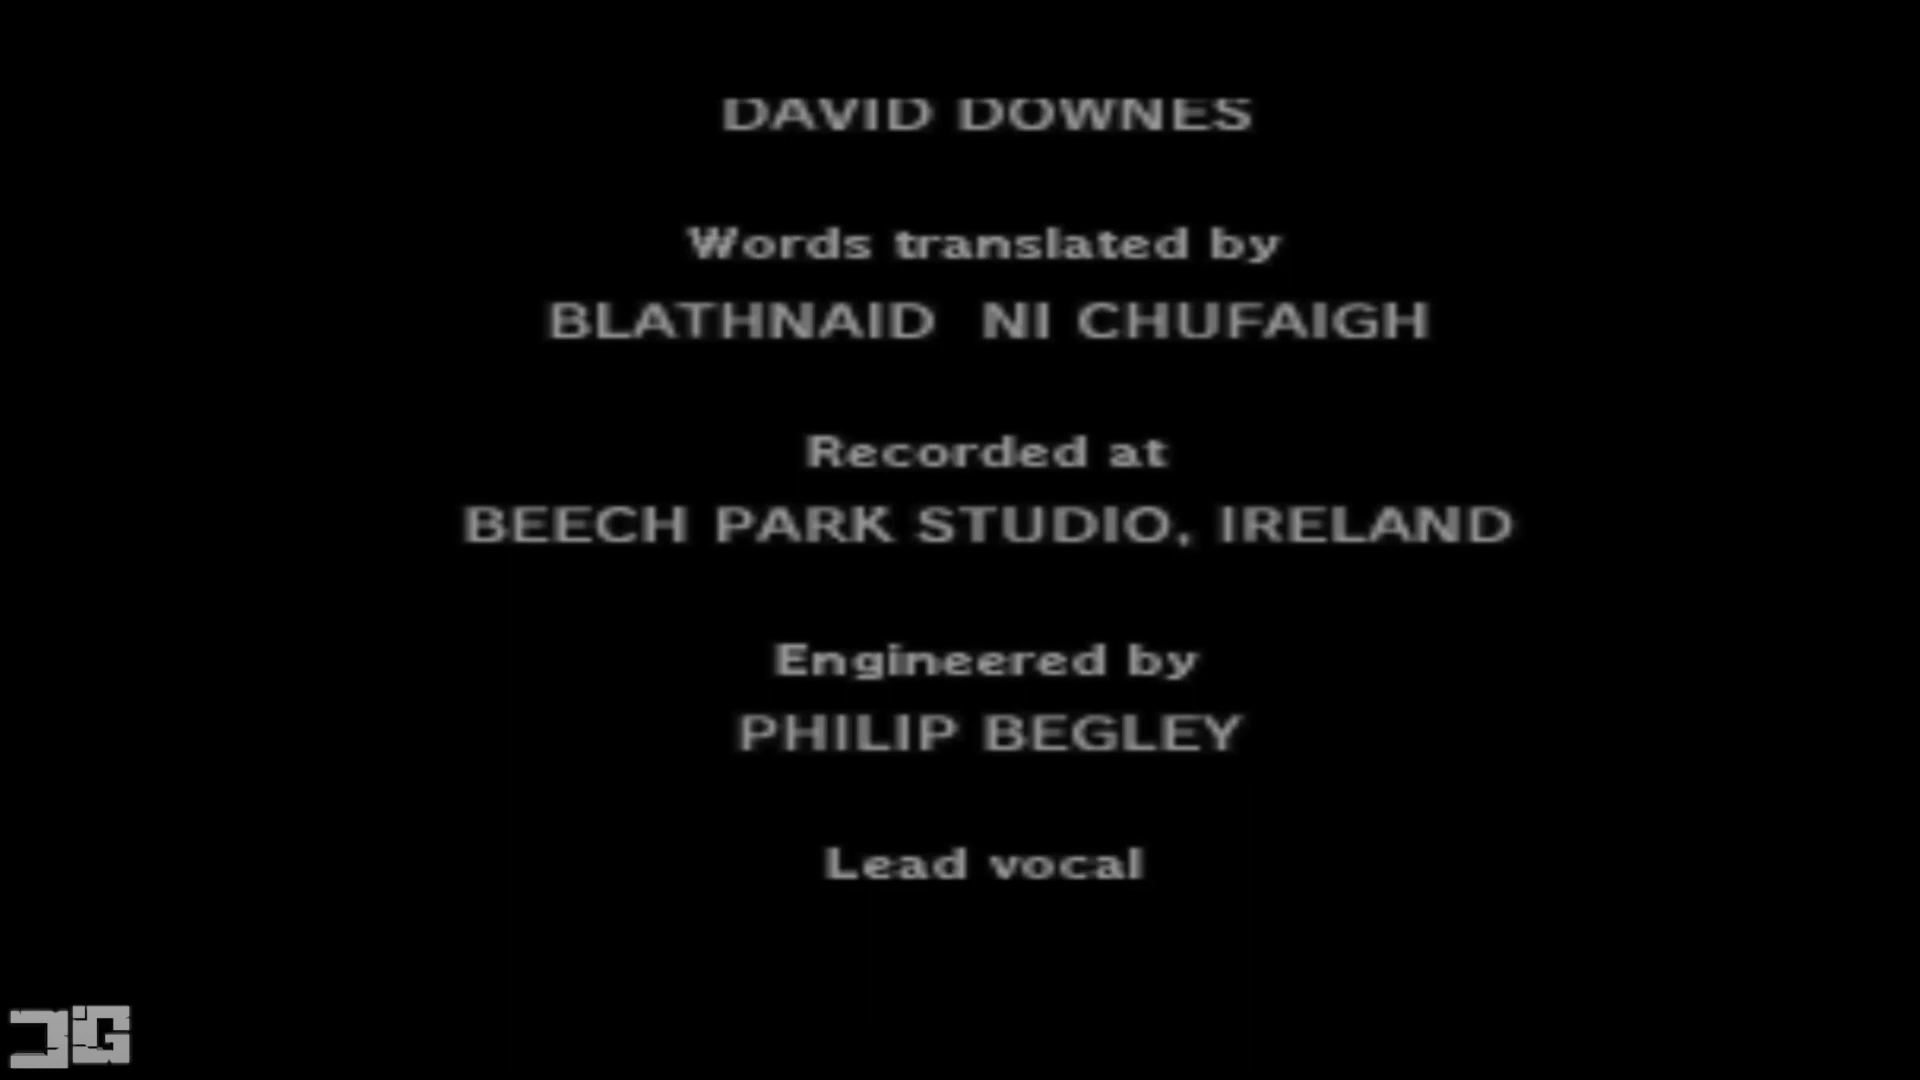 DAVID DOWNES
Words translated by
BLATHNAID NI CHUFAIGH
Recorded at
BEECH PARK STUDIO, IRELAND
Engineered by
PHILIP BEGLEY
Lead vocal